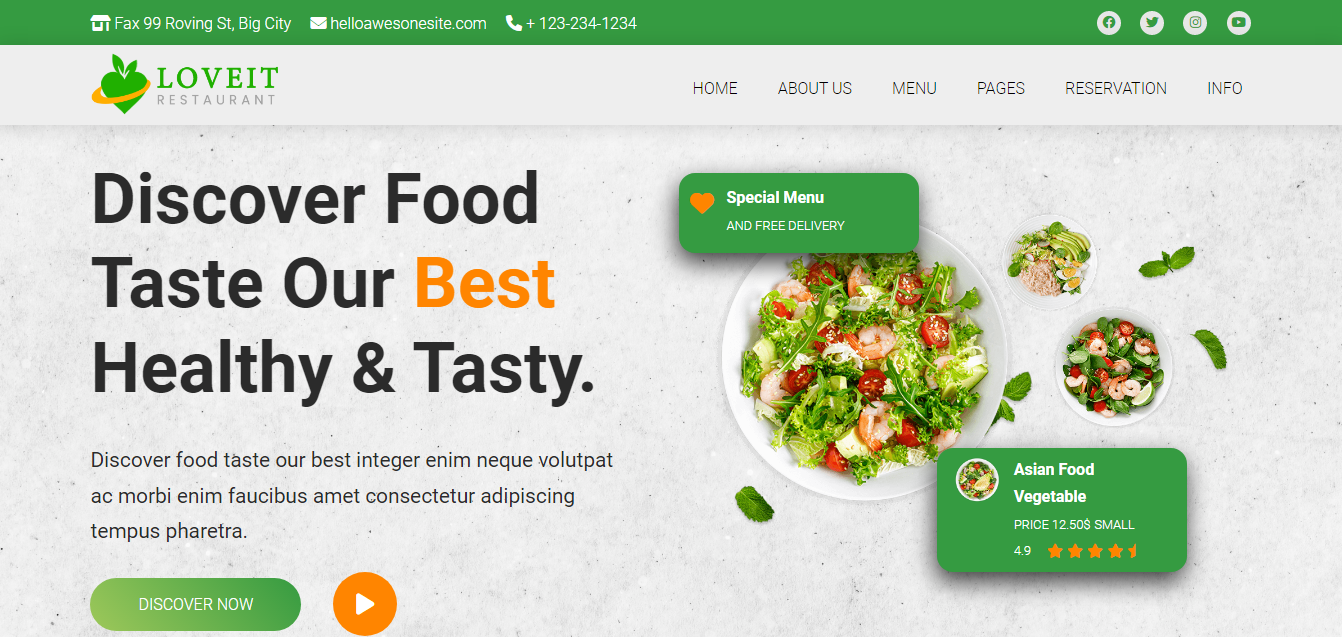 Fax 99 Roving St, Big City helloawesonesite.com + 123-234-1234
LOVEIT
RESTAURANT
HOME ABOUT US MENU PAGES RESERVATION INFO
Discover Food
Taste Our Best
Healthy & Tasty.
Discover food taste our best integer enim neque volutpat
ac morbi enim faucibus amet consectetur adipiscing
tempus pharetra.
DISCOVER NOW
Special Menu
AND FREE DELIVERY
Asian Food
Vegetable
PRICE 12.50$ SMALL
4.9